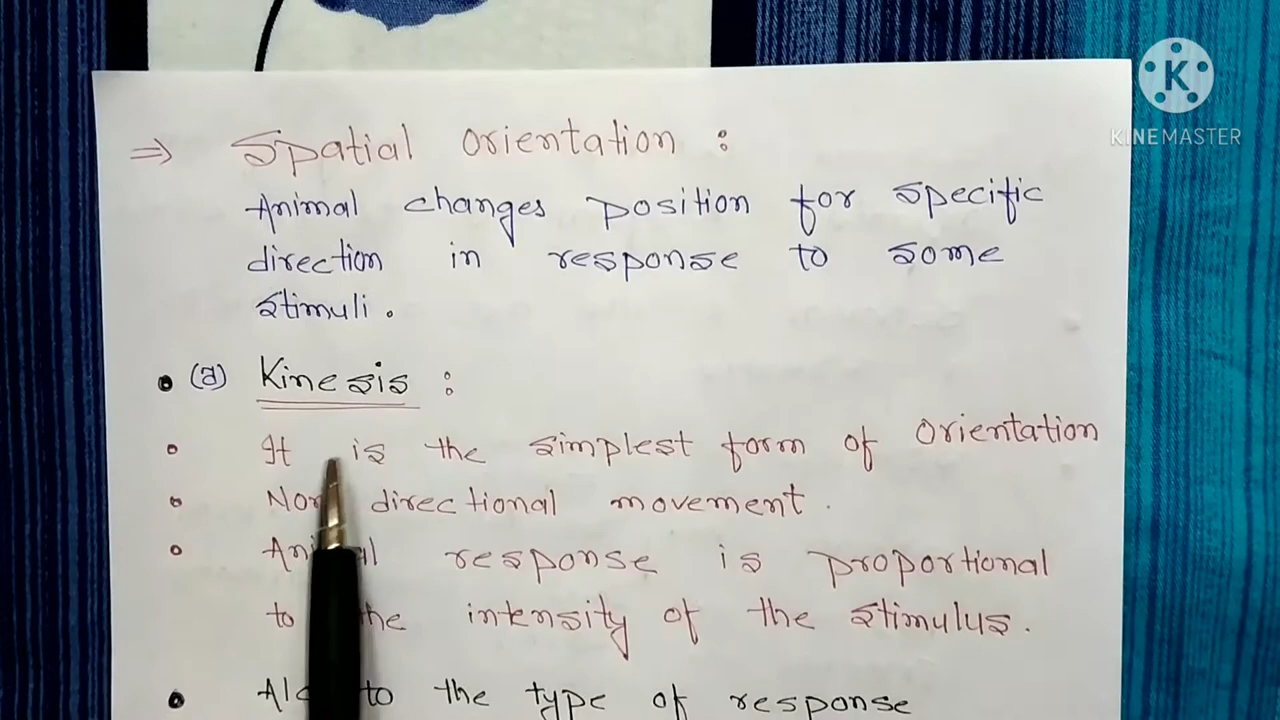 K
KINEMASTER
⇒ Spatial Orientation :
Animal changes position for specific
direction in response to some
stimuli.
• (a) Kinesis :
◦ It is the simplest form of Orientation
◦ directional movement.
◦ response is proportional
to the intensity of the stimulus.
• to the type of response